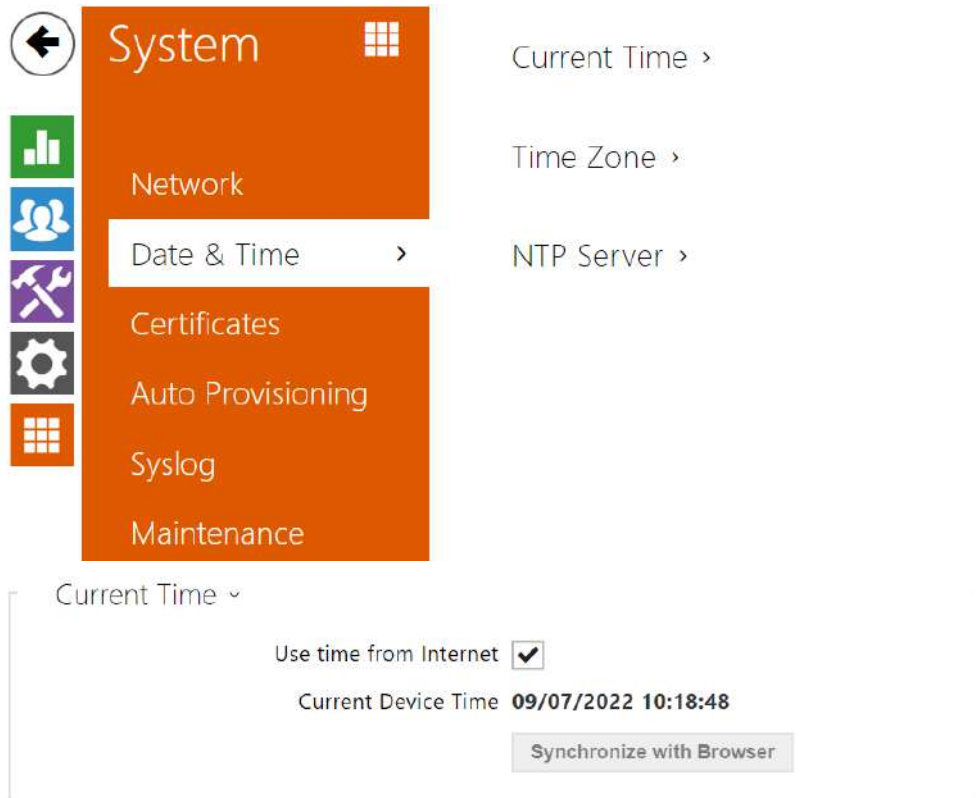 System
Network
Date & Time
Certificates
Auto Provisioning
Syslog
Maintenance
Current Time
Time Zone
NTP Server
Current Time
Use time from Internet
Current Device Time 09/07/2022 10:18:48
Synchronize with Browser